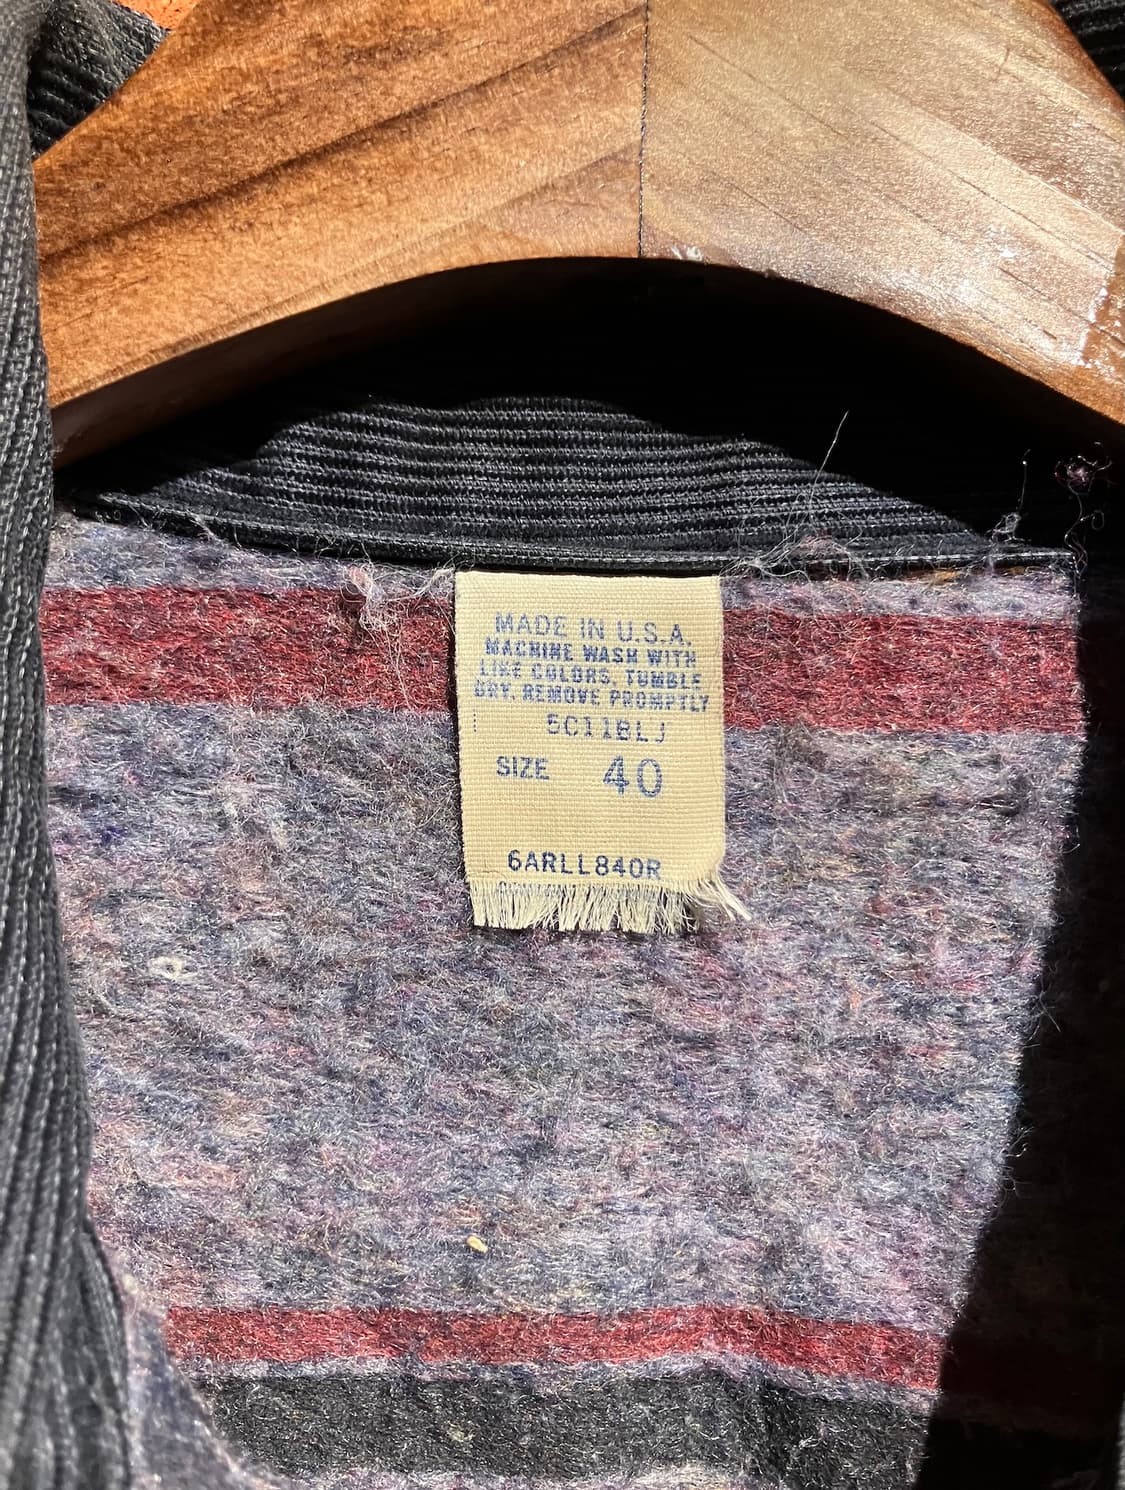 MADE IN U.S.A.
MACHINE WASH WITH
LIKE COLORS, TUMBLE
DRY, REMOVE PROMPTLY
5C11BLJ
SIZE 40
6ARLL840R